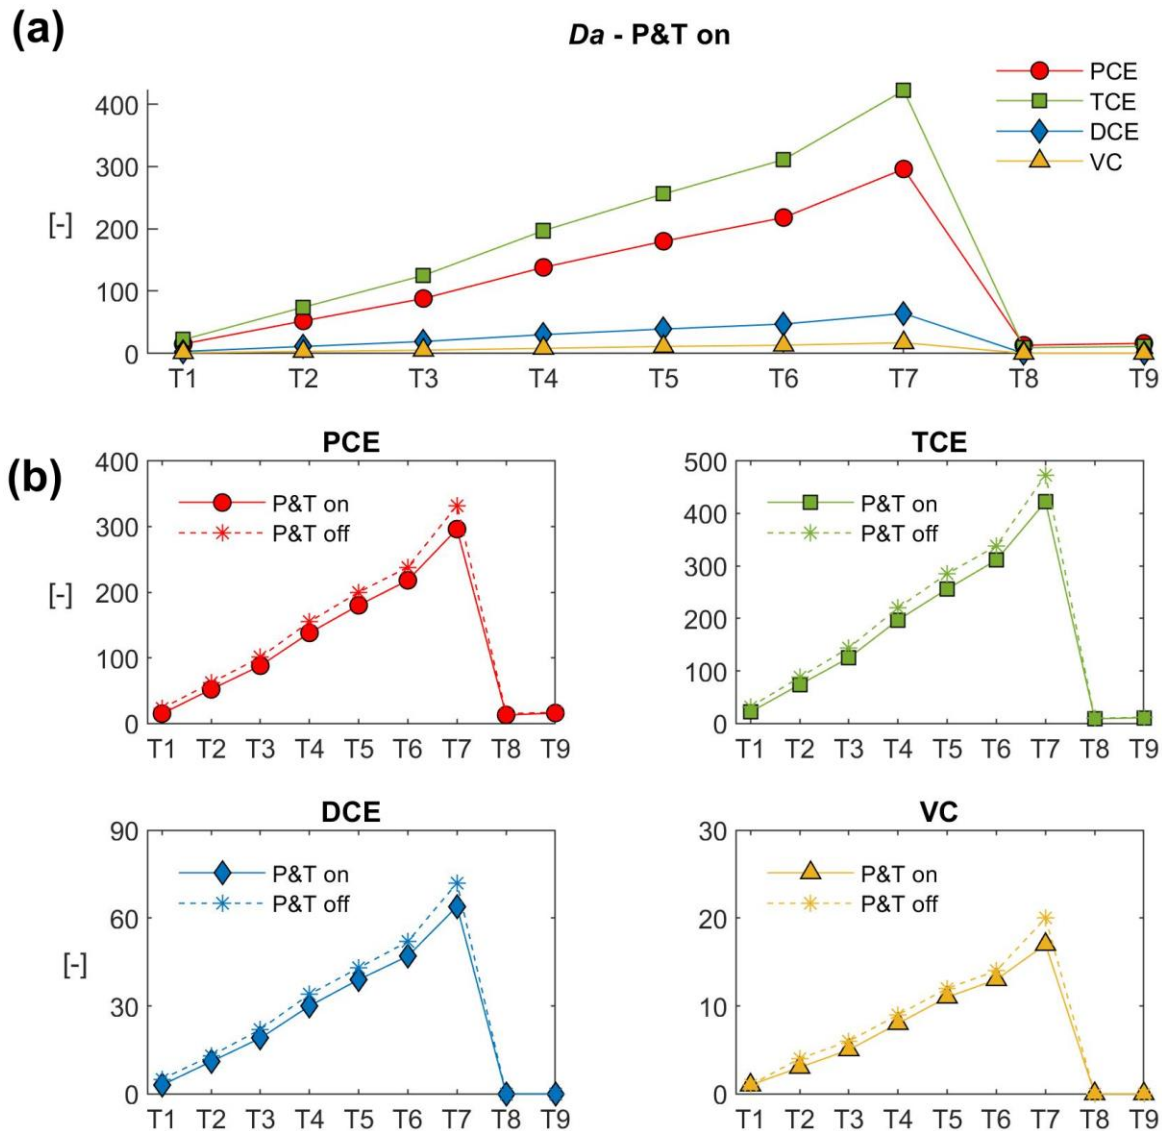 (a)
Da - P&T on
PCE
TCE
DCE
VC
400
300
200
100
0
[-]
T1 T2 T3 T4 T5 T6 T7 T8 T9
(b)
PCE
400
300
200
100
0
[-]
P&T on
P&T off
T1 T2 T3 T4 T5 T6 T7 T8 T9
TCE
500
400
300
200
100
0
P&T on
P&T off
T1 T2 T3 T4 T5 T6 T7 T8 T9
DCE
90
60
30
0
[-]
P&T on
P&T off
T1 T2 T3 T4 T5 T6 T7 T8 T9
VC
30
20
10
0
P&T on
P&T off
T1 T2 T3 T4 T5 T6 T7 T8 T9